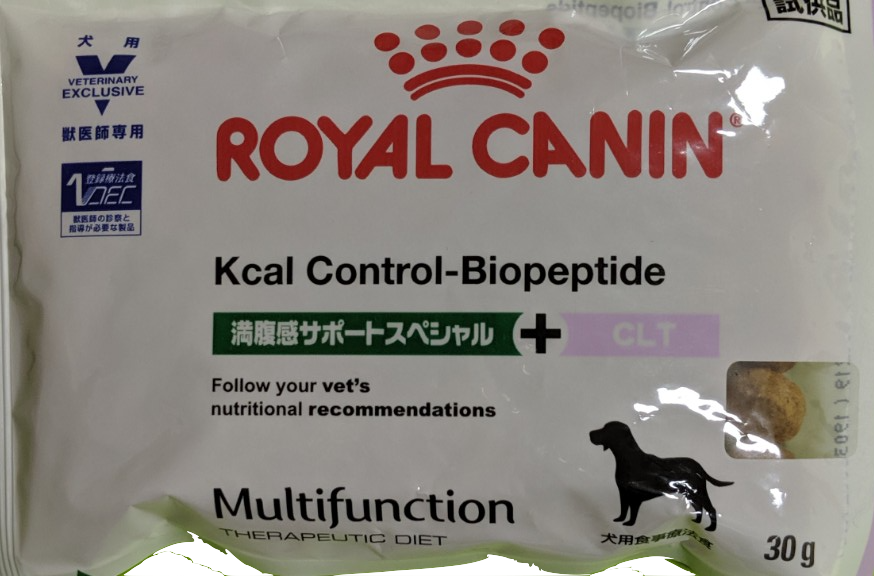 試供品
犬 用
VETERINARY
EXCLUSIVE
獣医師専用
登録療法食
VDEC
獣医師の診察と
指導が必要な製品
ROYAL CANIN®
Kcal Control-Biopeptide
満腹感サポートスペシャル + CLT
Follow your vet's
nutritional recommendations
Multifunction
THERAPEUTIC DIET
犬用食事療法食
30g